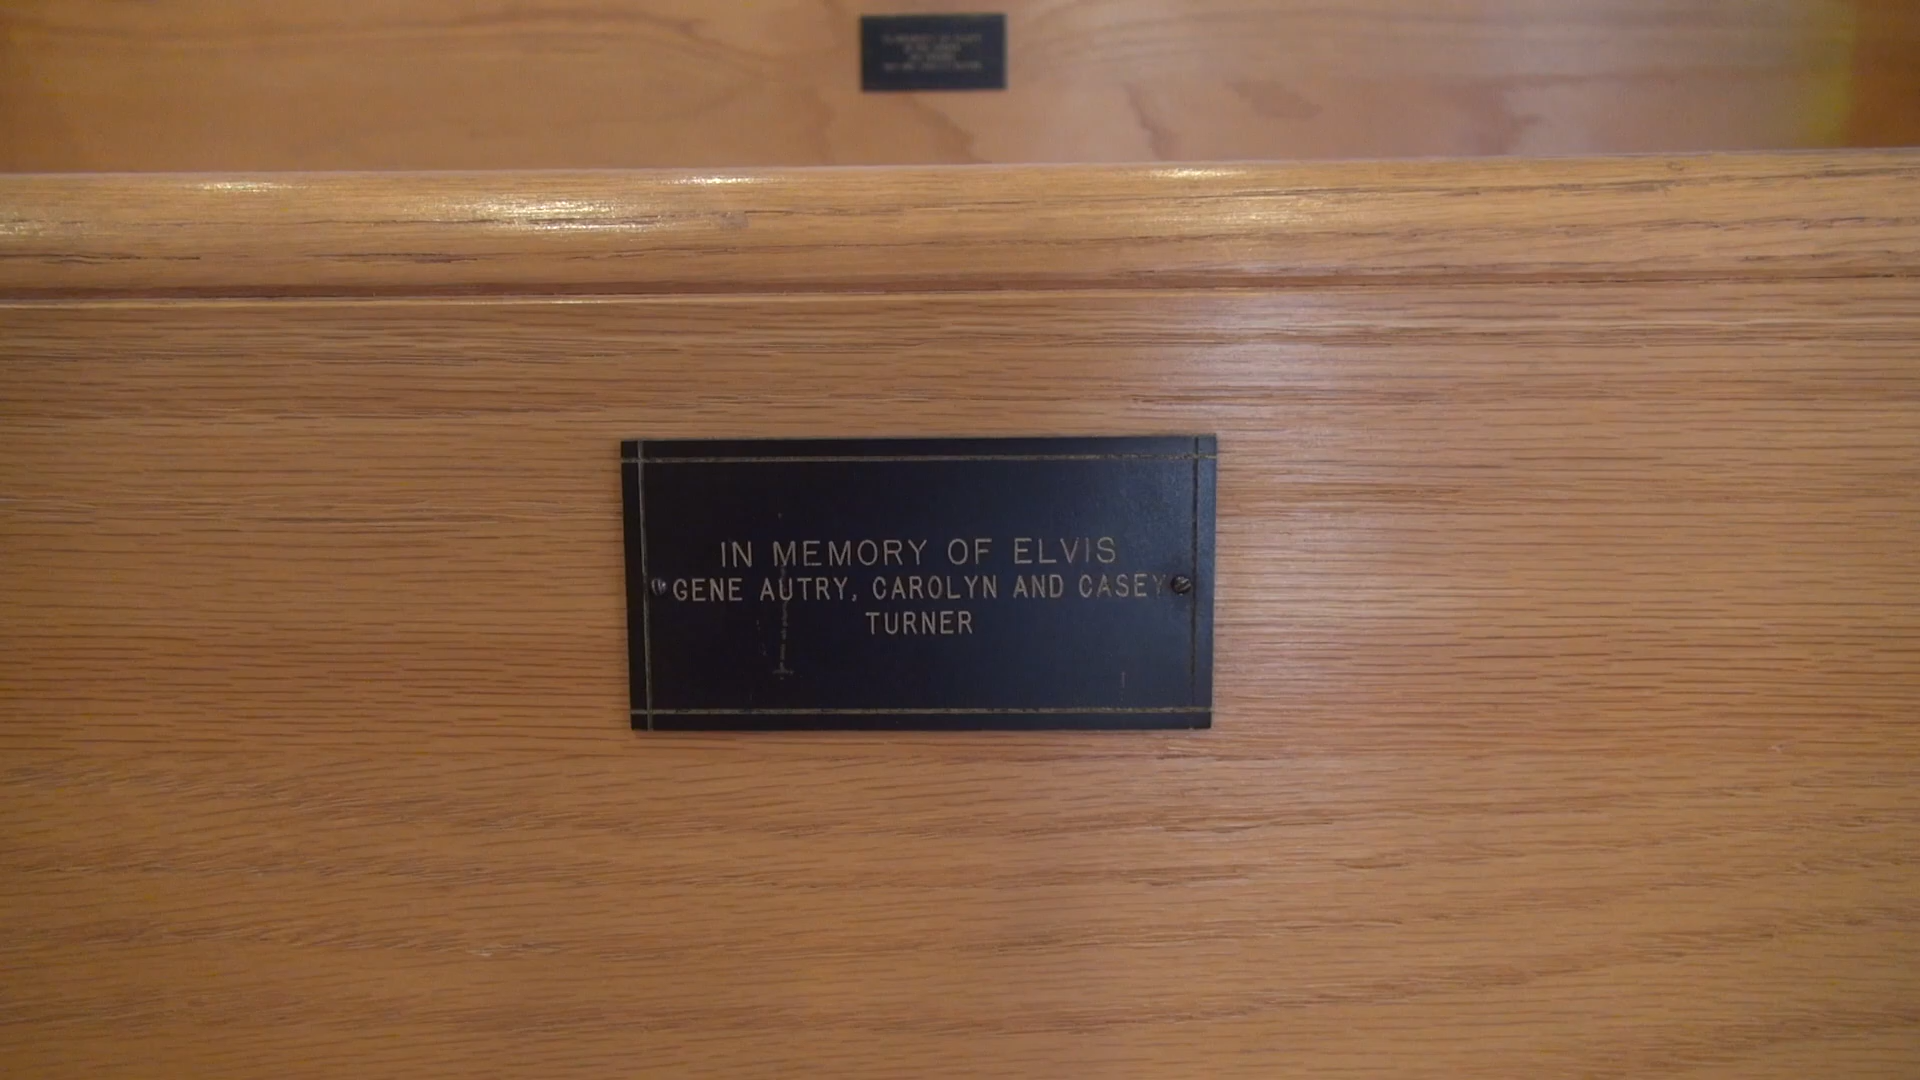 IN MEMORY OF ELVIS
GENE AUTRY, CAROLYN AND CASEY
TURNER